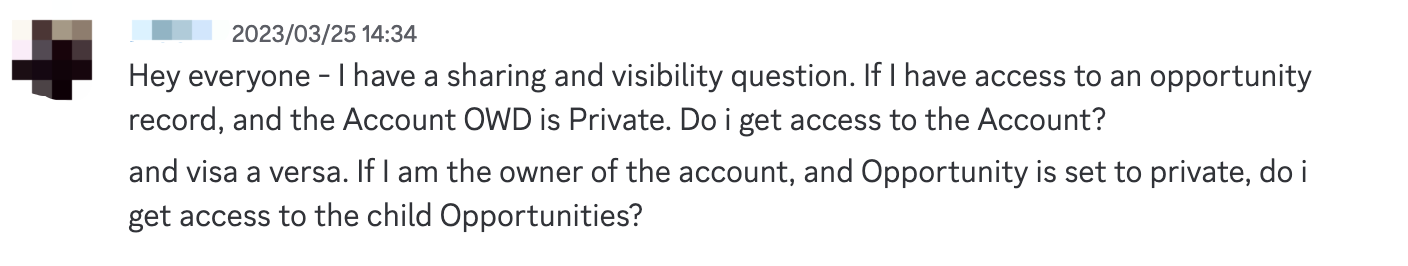 2023/03/25 14:34
Hey everyone - I have a sharing and visibility question. If I have access to an opportunity
record, and the Account OWD is Private. Do i get access to the Account?
and visa a versa. If I am the owner of the account, and Opportunity is set to private, do i
get access to the child Opportunities?